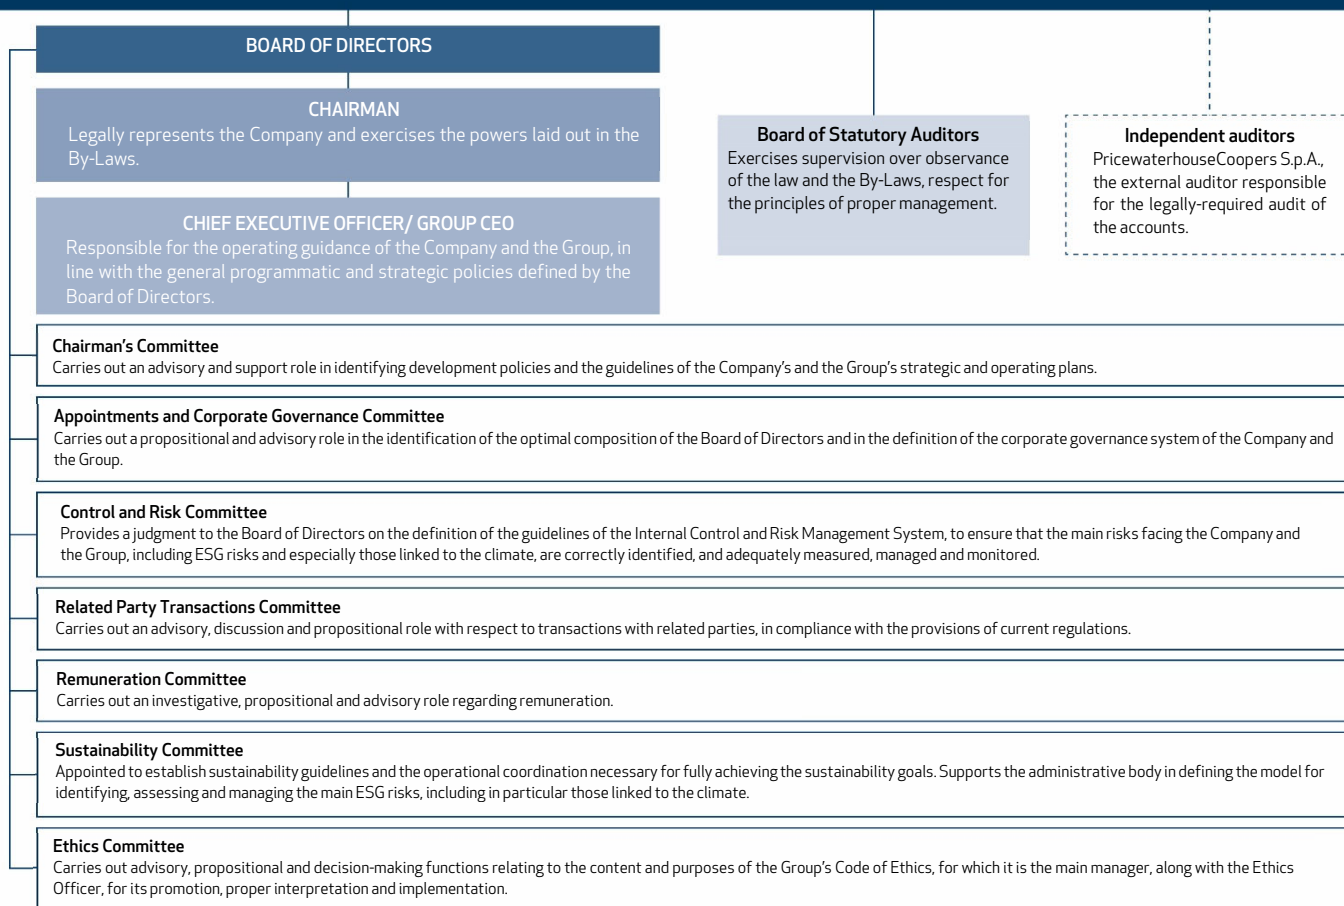 BOARD OF DIRECTORS
CHAIRMAN
Legally represents the Company and exercises the powers laid out in the
By-Laws.
CHIEF EXECUTIVE OFFICER/ GROUP CEO
Responsible for the operating guidance of the Company and the Group, in
line with the general programmatic and strategic policies defined by the
Board of Directors.
Board of Statutory Auditors
Exercises supervision over observance
of the law and the By-Laws, respect for
the principles of proper management.
Independent auditors
PricewaterhouseCoopers S.p.A.,
the external auditor responsible
for the legally-required audit of
the accounts.
Chairman's Committee
Carries out an advisory and support role in identifying development policies and the guidelines of the Company's and the Group's strategic and operating plans.
Appointments and Corporate Governance Committee
Carries out a propositional and advisory role in the identification of the optimal composition of the Board of Directors and in the definition of the corporate governance system of the Company and
the Group.
Control and Risk Committee
Provides a judgment to the Board of Directors on the definition of the guidelines of the Internal Control and Risk Management System, to ensure that the main risks facing the Company and
the Group, including ESG risks and especially those linked to the climate, are correctly identified, and adequately measured, managed and monitored.
Related Party Transactions Committee
Carries out an advisory, discussion and propositional role with respect to transactions with related parties, in compliance with the provisions of current regulations.
Remuneration Committee
Carries out an investigative, propositional and advisory role regarding remuneration.
Sustainability Committee
Appointed to establish sustainability guidelines and the operational coordination necessary for fully achieving the sustainability goals. Supports the administrative body in defining the model for
identifying, assessing and managing the main ESG risks, including in particular those linked to the climate.
Ethics Committee
Carries out advisory, propositional and decision-making functions relating to the content and purposes of the Group's Code of Ethics, for which it is the main manager, along with the Ethics
Officer, for its promotion, proper interpretation and implementation.